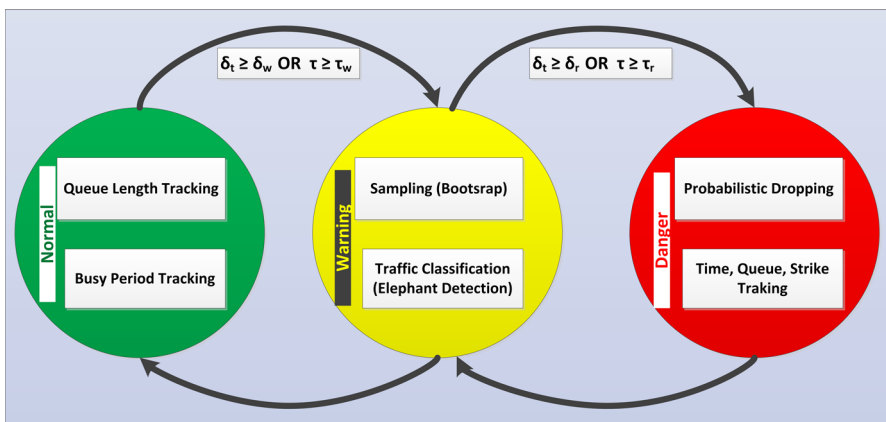 δt ≥ δw OR τ ≥ τw
δt ≥ δr OR τ ≥ τr
Normal
Queue Length Tracking
Busy Period Tracking
Warning
Sampling (Bootsrap)
Traffic Classification
(Elephant Detection)
Danger
Probabilistic Dropping
Time, Queue, Strike
Traking